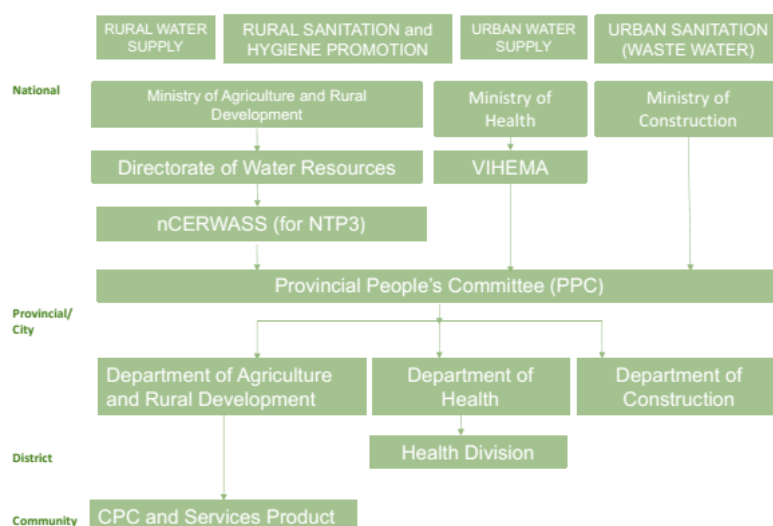 RURAL WATER
SUPPLY
RURAL SANITATION and
HYGIENE PROMOTION
URBAN WATER
SUPPLY
URBAN SANITATION
(WASTE WATER)
National
Ministry of Agriculture and Rural
Development
Ministry of
Health
Ministry of
Construction
Directorate of Water Resources
VIHEMA
nCERWASS (for NTP3)
Provincial People's Committee (PPC)
Provincial/
City
Department of Agriculture
and Rural Development
Department of
Health
Department of
Construction
District
Health Division
Community
CPC and Services Product